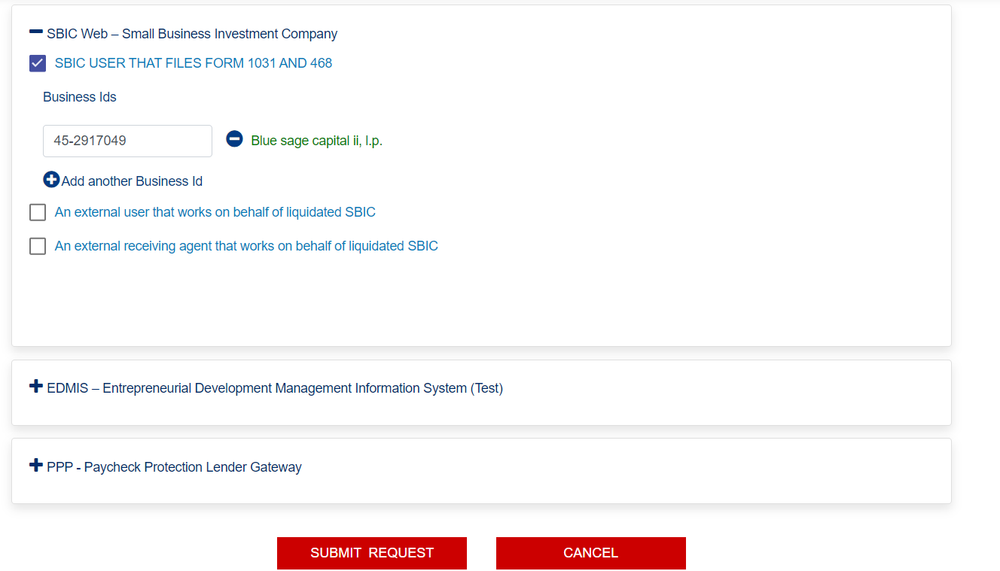 SBIC Web – Small Business Investment Company
SBIC USER THAT FILES FORM 1031 AND 468
Business Ids
45-2917049
Blue sage capital ii, l.p.
Add another Business Id
An external user that works on behalf of liquidated SBIC
An external receiving agent that works on behalf of liquidated SBIC
EDMIS – Entrepreneurial Development Management Information System (Test)
PPP - Paycheck Protection Lender Gateway
SUBMIT REQUEST
CANCEL